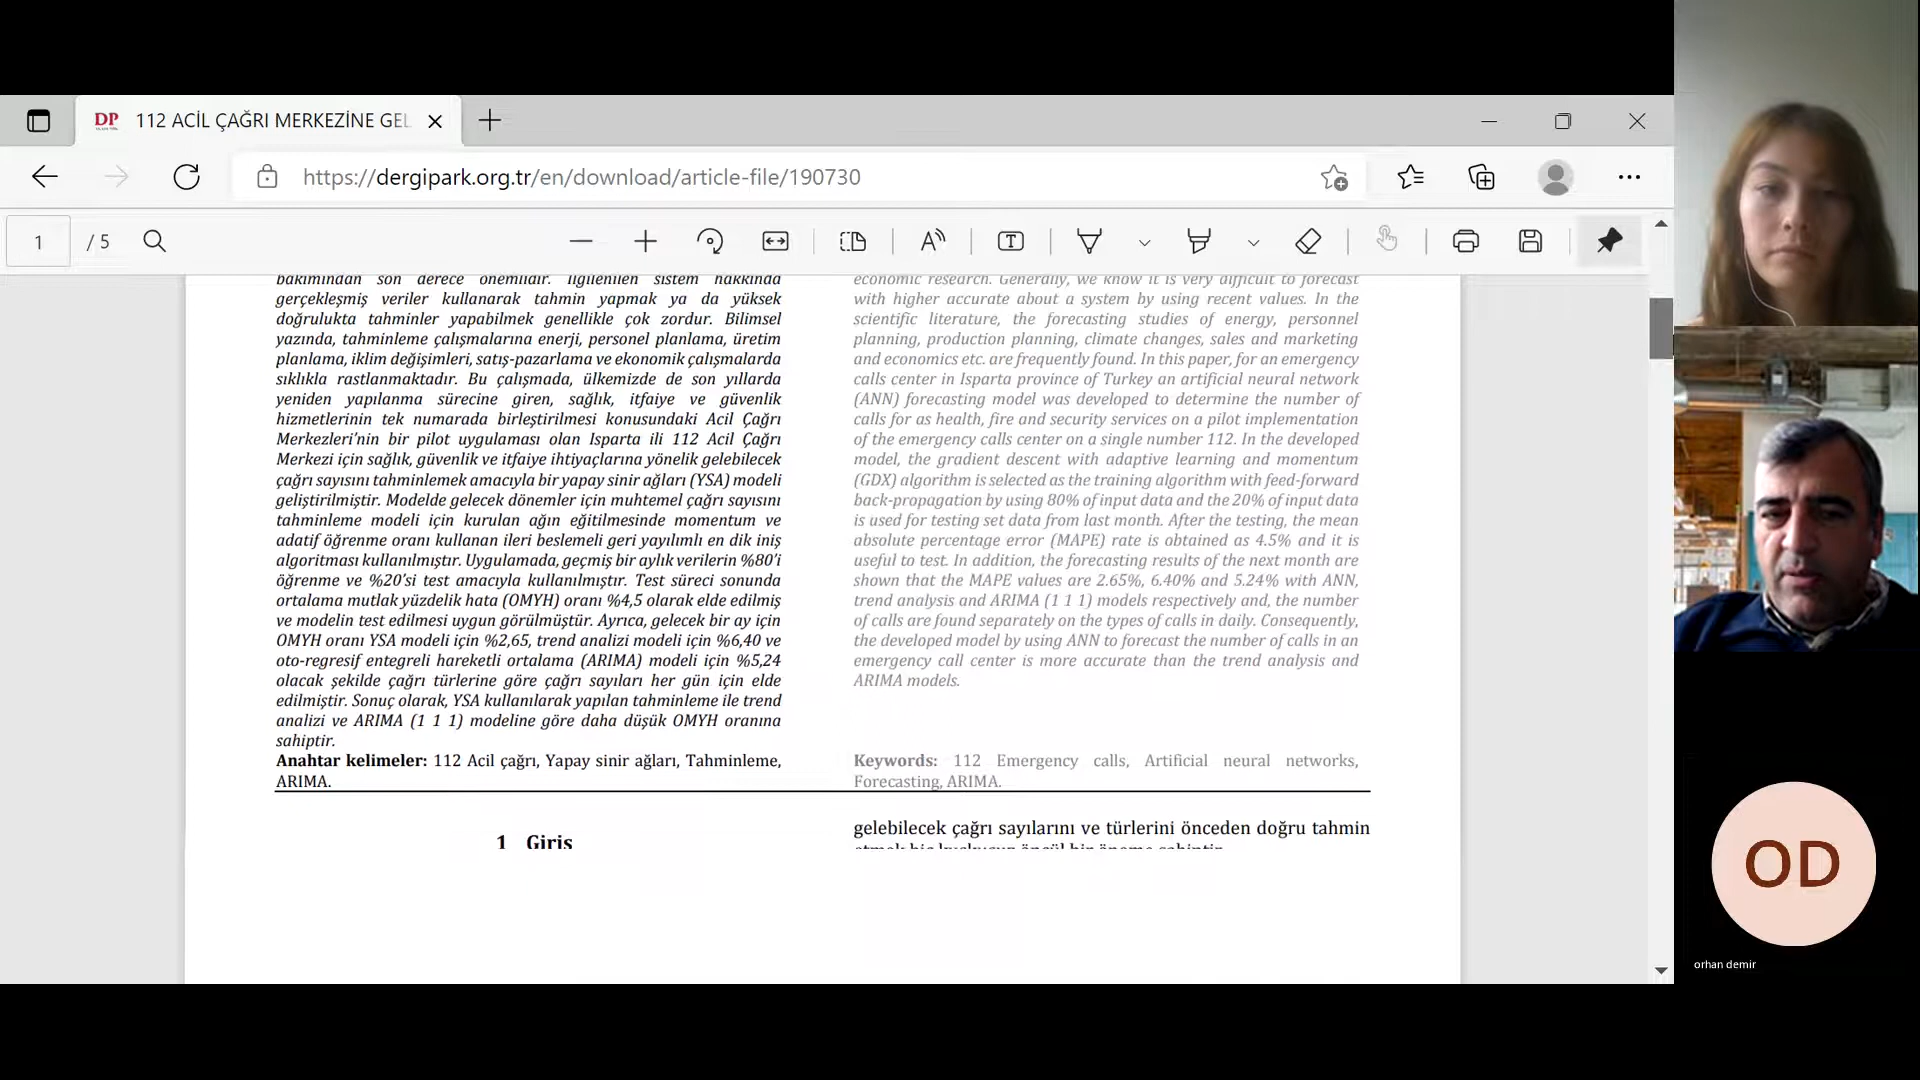 DP
112 ACİL ÇAĞRI MERKEZİNE GEL
https://dergipark.org.tr/en/download/article-file/190730
1 / 5
bakımından son derece önemlidir. İlgilenilen sistem hakkında
gerçekleşmiş veriler kullanarak tahmin yapmak ya da yüksek
doğrulukta tahminler yapabilmek genellikle çok zordur. Bilimsel
yazında, tahminleme çalışmalarına enerji, personel planlama, üretim
planlama, iklim değişimleri, satış-pazarlama ve ekonomik çalışmalarda
sıklıkla rastlanmaktadır. Bu çalışmada, ülkemizde de son yıllarda
yeniden yapılanma sürecine giren, sağlık, itfaiye ve güvenlik
hizmetlerinin tek numarada birleştirilmesi konusundaki Acil Çağrı
Merkezleri'nin bir pilot uygulaması olan Isparta ili 112 Acil Çağrı
Merkezi için sağlık, güvenlik ve itfaiye ihtiyaçlarına yönelik gelebilecek
çağrı sayısını tahminlemek amacıyla bir yapay sinir ağları (YSA) modeli
geliştirilmiştir. Modelde gelecek dönemler için muhtemel çağrı sayısını
tahminleme modeli için kurulan ağın eğitilmesinde momentum ve
adatif öğrenme oranı kullanan ileri beslemeli geri yayılımlı en dik iniş
algoritması kullanılmıştır. Uygulamada, geçmiş bir aylık verilerin %80'i
öğrenme ve %20'si test amacıyla kullanılmıştır. Test süreci sonunda
ortalama mutlak yüzdelik hata (OMYH) oranı %4,5 olarak elde edilmiş
ve modelin test edilmesi uygun görülmüştür. Ayrıca, gelecek bir ay için
OMYH oranı YSA modeli için %2,65, trend analizi modeli için %6,40 ve
oto-regresif entegreli hareketli ortalama (ARIMA) modeli için %5,24
olacak şekilde çağrı türlerine göre çağrı sayıları her gün için elde
edilmiştir. Sonuç olarak, YSA kullanılarak yapılan tahminleme ile trend
analizi ve ARIMA (1 1 1) modeline göre daha düşük OMYH oranına
sahiptir.
Anahtar kelimeler: 112 Acil çağrı, Yapay sinir ağları, Tahminleme,
ARIMA.
economic research. Generally, we know it is very difficult to forecast
with higher accurate about a system by using recent values. In the
scientific literature, the forecasting studies of energy, personnel
planning, production planning, climate changes, sales and marketing
and economics etc. are frequently found. In this paper, for an emergency
calls center in Isparta province of Turkey an artificial neural network
(ANN) forecasting model was developed to determine the number of
calls for as health, fire and security services on a pilot implementation
of the emergency calls center on a single number 112. In the developed
model, the gradient descent with adaptive learning and momentum
(GDX) algorithm is selected as the training algorithm with feed-forward
back-propagation by using 80% of input data and the 20% of input data
is used for testing set data from last month. After the testing, the mean
absolute percentage error (MAPE) rate is obtained as 4.5% and it is
useful to test. In addition, the forecasting results of the next month are
shown that the MAPE values are 2.65%, 6.40% and 5.24% with ANN,
trend analysis and ARIMA (1 1 1) models respectively and, the number
of calls are found separately on the types of calls in daily. Consequently,
the developed model by using ANN to forecast the number of calls in an
emergency call center is more accurate than the trend analysis and
ARIMA models.
Keywords: 112 Emergency calls, Artificial neural networks,
Forecasting, ARIMA.
1 Giriş
gelebilecek çağrı sayılarını ve türlerini önceden doğru tahmin
OD
orhan demir